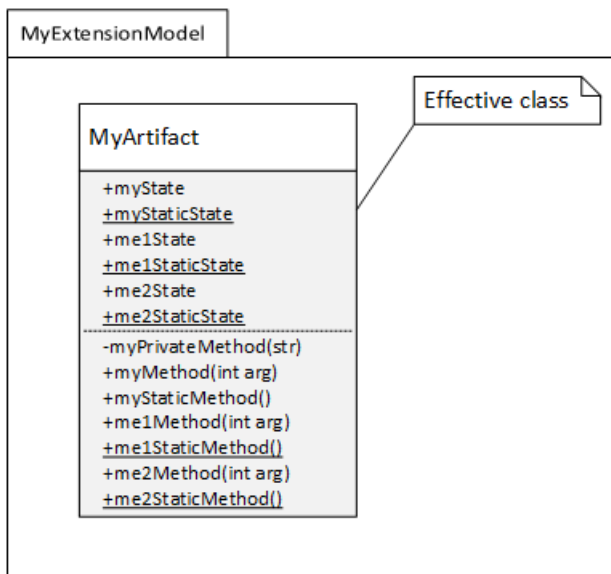 MyExtensionModel
Effective class
MyArtifact
+myState
+myStaticState
+me1State
+me1StaticState
+me2State
+me2StaticState
-myPrivateMethod(str)
+myMethod(int arg)
+myStaticMethod()
+me1Method(int arg)
+me1StaticMethod()
+me2Method(int arg)
+me2StaticMethod()